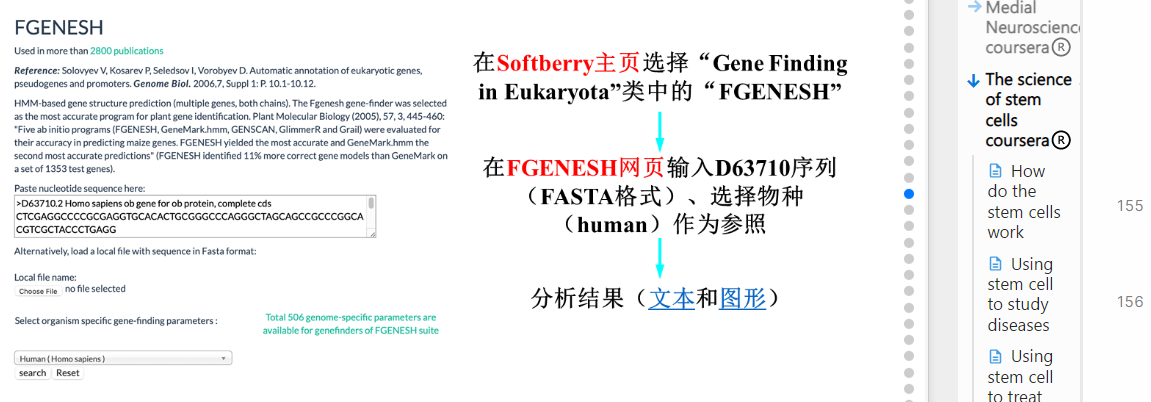 FGENESH
Used in more than 2800 publications
Reference: Solovyev V, Kosarev P, Seledsov I, Vorobyev D. Automatic annotation of eukaryotic genes,
pseudogenes and promoters. Genome Biol. 2006,7, Suppl 1: P. 10.1-10.12.
HMM-based gene structure prediction (multiple genes, both chains). The Fgenesh gene-finder was selected
as the most accurate program for plant gene identification. Plant Molecular Biology (2005), 57, 3, 445-460:
"Five ab initio programs (FGENESH, GeneMark.hmm, GENSCAN, GlimmerR and Grail) were evaluated for
their accuracy in predicting maize genes. FGENESH yielded the most accurate and GeneMark.hmm the
second most accurate predictions" (FGENESH identified 11% more correct gene models than GeneMark on
a set of 1353 test genes).
Paste nucleotide sequence here:
>D63710.2 Homo sapiens ob gene for ob protein, complete cds
CTCGAGGCCCCGCGAGGTGCACACTGCGGGCCCAGGGCTAGCAGCCGCCCGGCA
CGTCGCTACCCTGAGG
Alternatively, load a local file with sequence in Fasta format:
Local file name:
Choose File no file selected
Select organism specific gene-finding parameters :
Total 506 genome-specific parameters are
available for genefinders of FGENESH suite
Human ( Homo sapiens )
search Reset
在Softberry主页选择“Gene Finding
in Eukaryota”类中的“FGENESH”
在FGENESH网页输入D63710序列
（FASTA格式）、选择物种
（human）作为参照
分析结果（文本和图形）
Medial
Neuroscience
coursera®
The science
of stem
cells
coursera®
How
do the
stem cells
work
155
Using
stem cell
to study
diseases
156
Using
stem cell
to treat